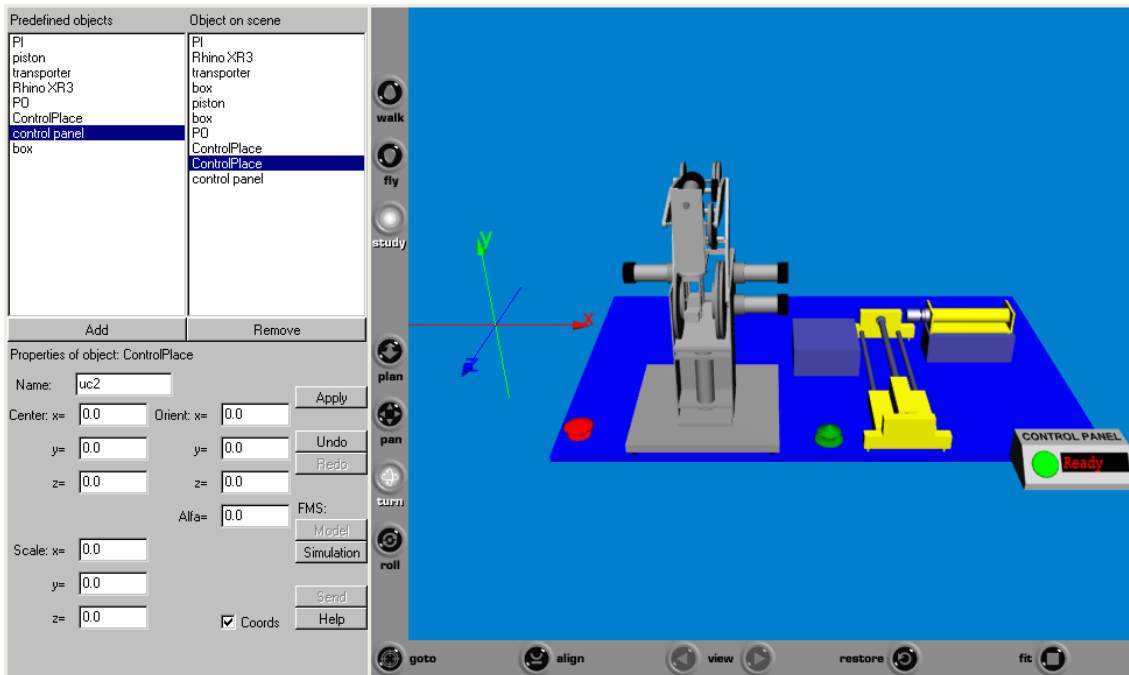 Predefined objects
PI
piston
transporter
Rhino XR3
PO
ControlPlace
control panel
box
Object on scene
PI
Rhino XR3
transporter
box
piston
box
PO
ControlPlace
ControlPlace
control panel
Add
Remove
Properties of object: ControlPlace
Name: uc2
Apply
Center: x= 0.0 Orient: x= 0.0
y= 0.0 y= 0.0
Undo
Redo
z= 0.0 z= 0.0
Alfa= 0.0
FMS:
Model
Simulation
Scale: x= 0.0
y= 0.0
z= 0.0
Send
Coords
Help
walk
fly
study
plan
pan
turn
roll
y
x
z
CONTROL PANEL
Ready
goto
align
view
restore
fit